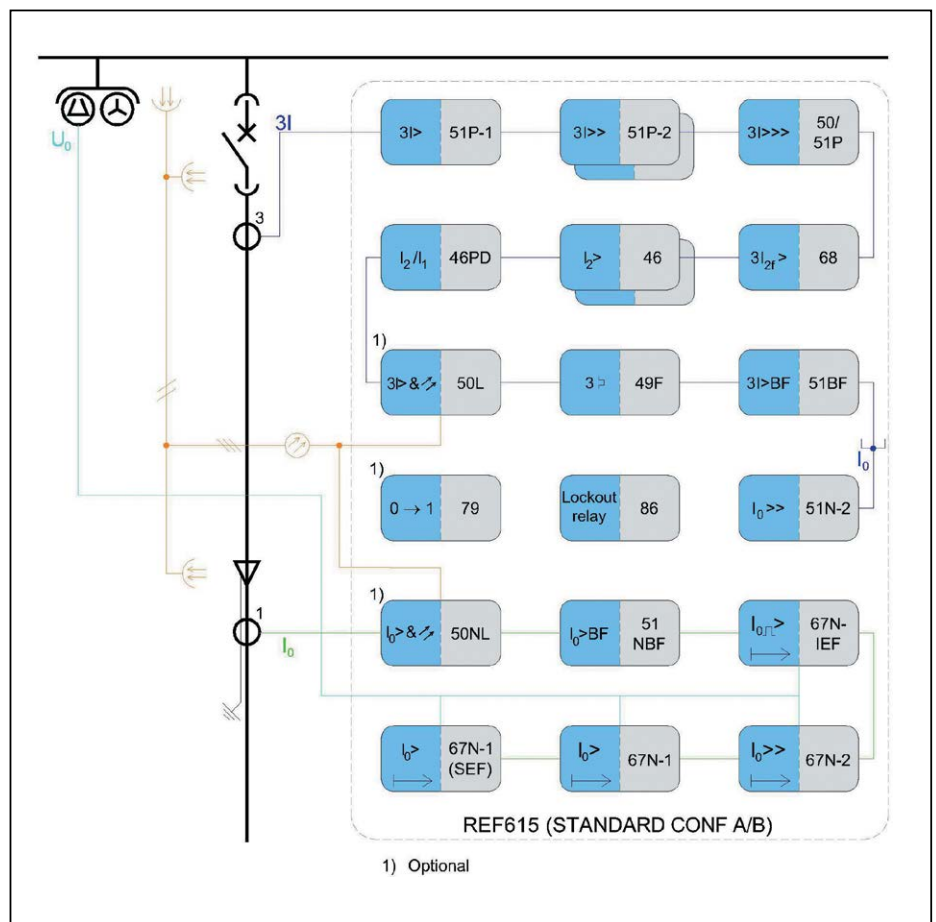 U0
3I
3
3I> 51P-1
3I>> 51P-2
3I>>> 50/
51P
I2/I1 46PD
I2> 46
3I2f> 68
1)
3I>& 50L
3 49F
3I>BF 51BF
I0
1)
0 → 1 79
Lockout
relay 86
I0>> 51N-2
1)
1
I0
I0>& 50NL
I0>BF 51
NBF
I0> 67N-
IEF
I0> 67N-1
(SEF)
I0> 67N-1
I0>> 67N-2
REF615 (STANDARD CONF A/B)
1) Optional